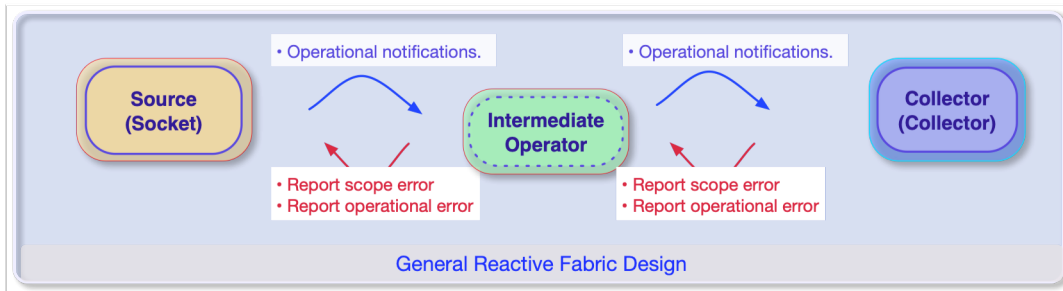 • Operational notifications.
• Operational notifications.
Source
(Socket)
Intermediate
Operator
Collector
(Collector)
• Report scope error
• Report operational error
• Report scope error
• Report operational error
General Reactive Fabric Design